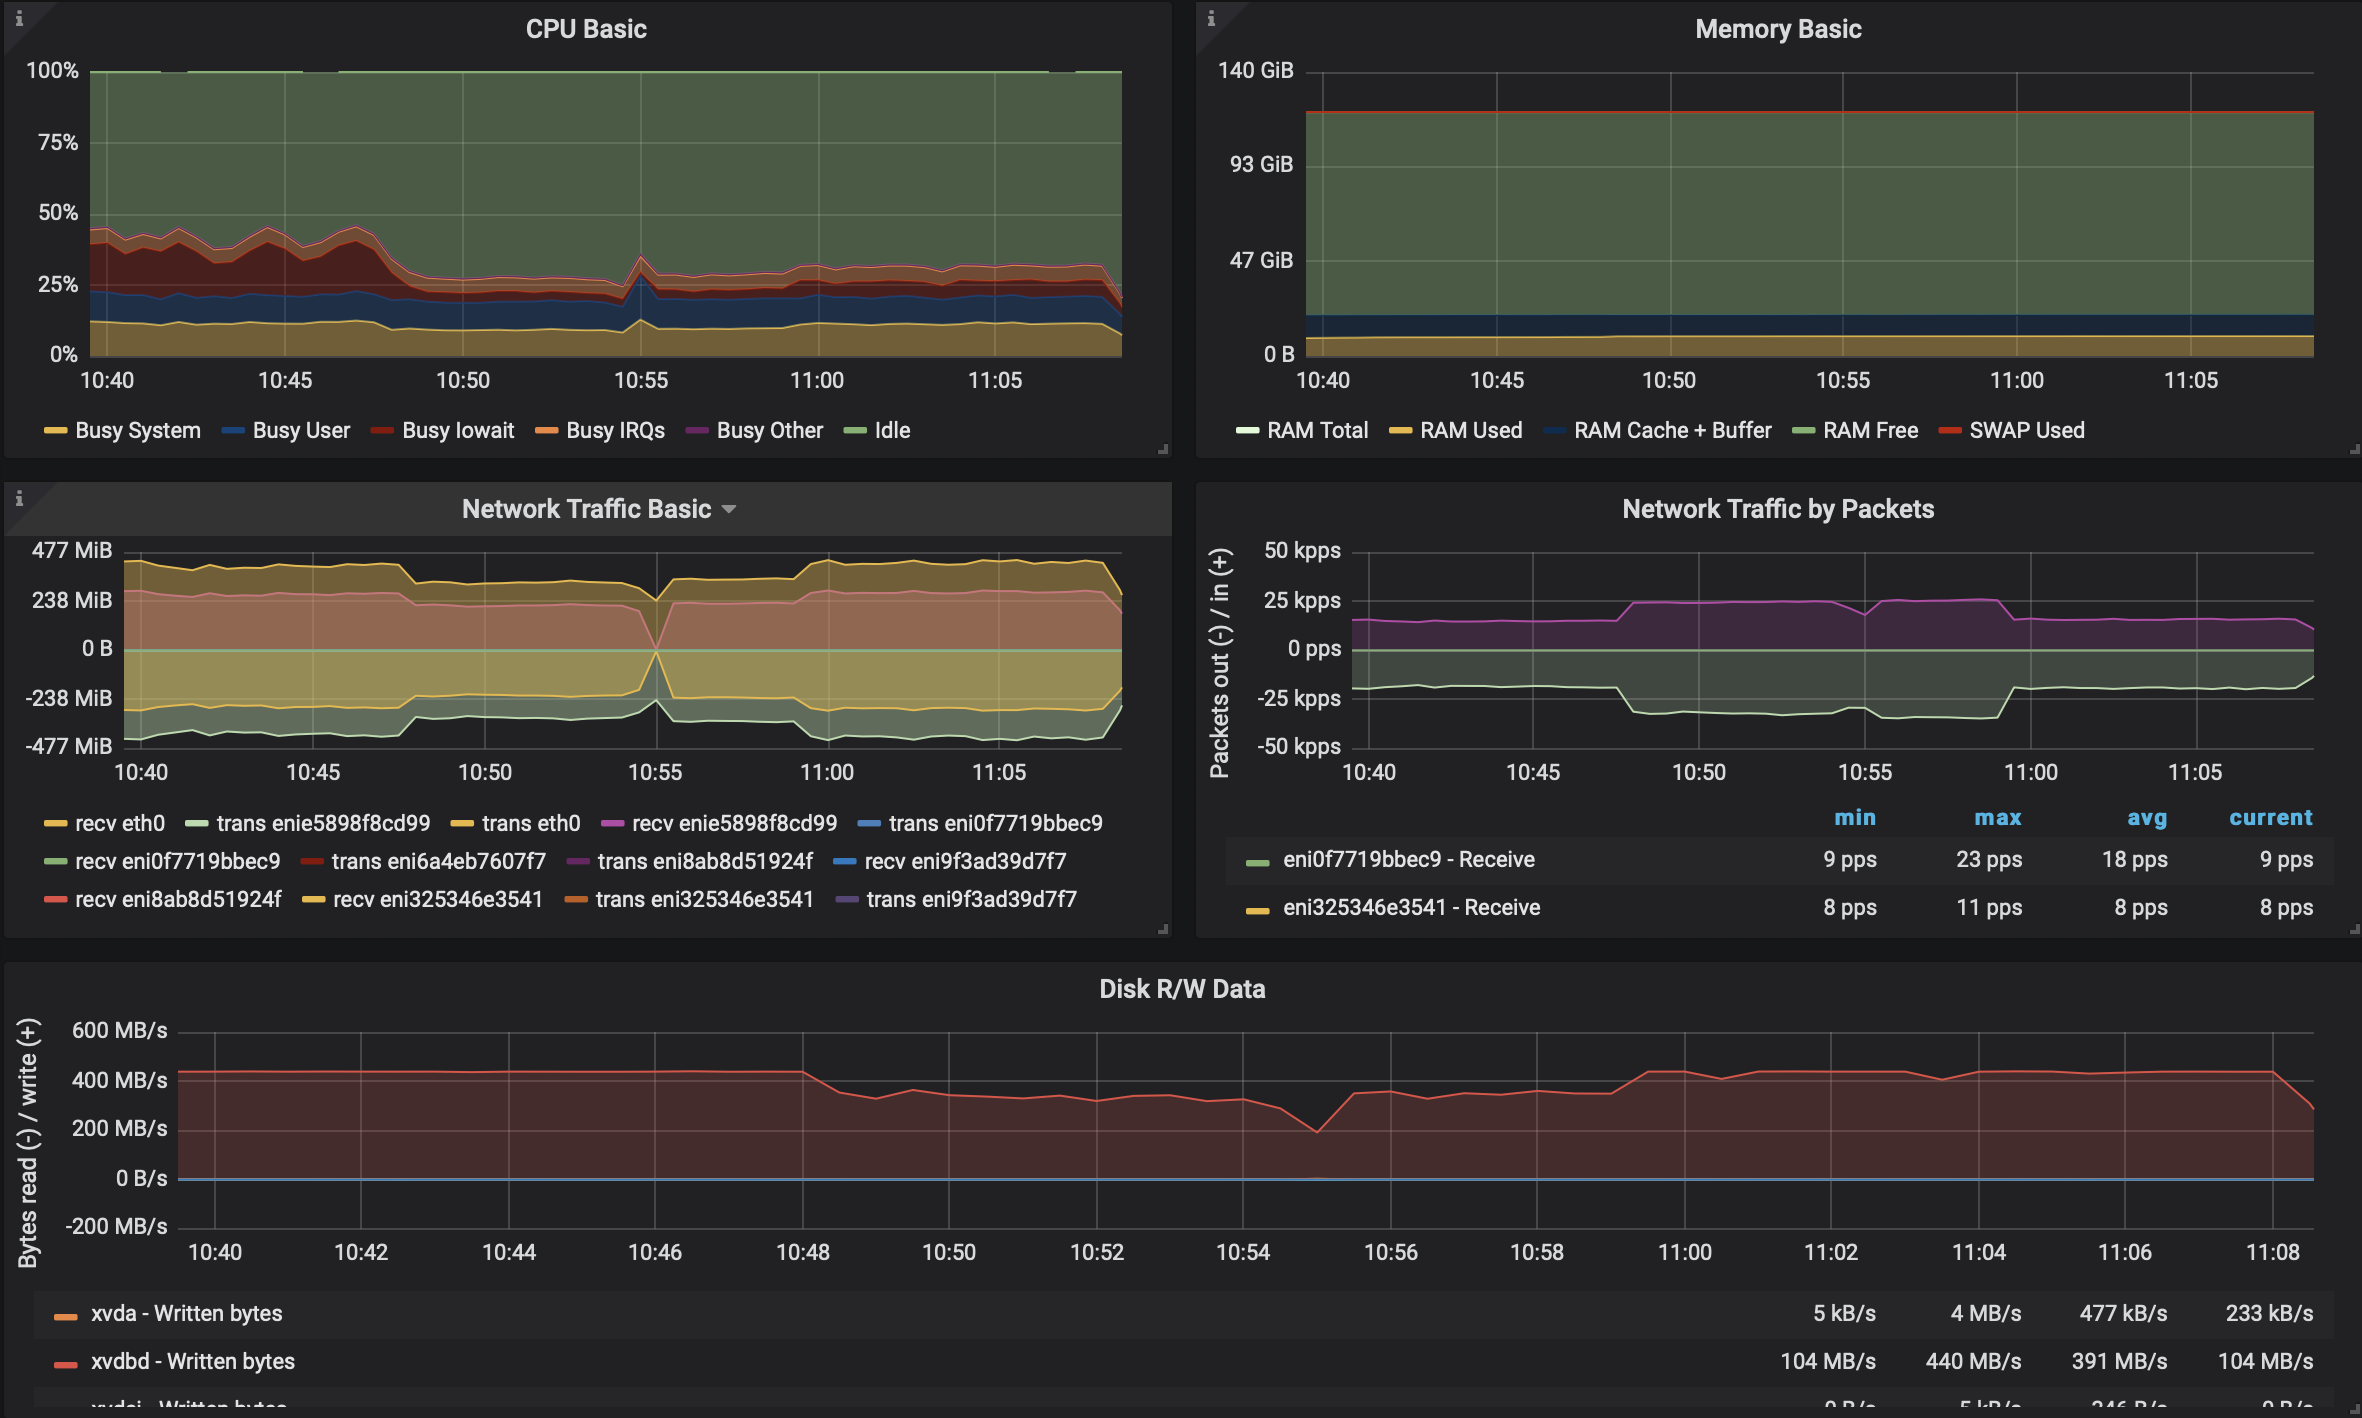 CPU Basic
100%
75%
50%
25%
0%
10:40 10:45 10:50 10:55 11:00 11:05
Busy System Busy User Busy Iowait Busy IRQs Busy Other Idle
Memory Basic
140 GiB
93 GiB
47 GiB
0 B
10:40 10:45 10:50 10:55 11:00 11:05
RAM Total RAM Used RAM Cache + Buffer RAM Free SWAP Used
Network Traffic Basic
477 MiB
238 MiB
0 B
-238 MiB
-477 MiB
10:40 10:45 10:50 10:55 11:00 11:05
recv eth0 trans enie5898f8cd99 trans eth0 recv enie5898f8cd99 trans eni0f7719bbec9
recv eni0f7719bbec9 trans eni6a4eb7607f7 trans eni8ab8d51924f recv eni9f3ad39d7f7
recv eni8ab8d51924f recv eni325346e3541 trans eni325346e3541 trans eni9f3ad39d7f7
Network Traffic by Packets
Packets out (-) / in (+)
50 kpps
25 kpps
0 pps
-25 kpps
-50 kpps
10:40 10:45 10:50 10:55 11:00 11:05
min max avg current
eni0f7719bbec9 - Receive 9 pps 23 pps 18 pps 9 pps
eni325346e3541 - Receive 8 pps 11 pps 8 pps 8 pps
Disk R/W Data
Bytes read (-) / write (+)
600 MB/s
400 MB/s
200 MB/s
0 B/s
-200 MB/s
10:40 10:42 10:44 10:46 10:48 10:50 10:52 10:54 10:56 10:58 11:00 11:02 11:04 11:06 11:08
xvda - Written bytes 5 kB/s 4 MB/s 477 kB/s 233 kB/s
xvdbd - Written bytes 104 MB/s 440 MB/s 391 MB/s 104 MB/s